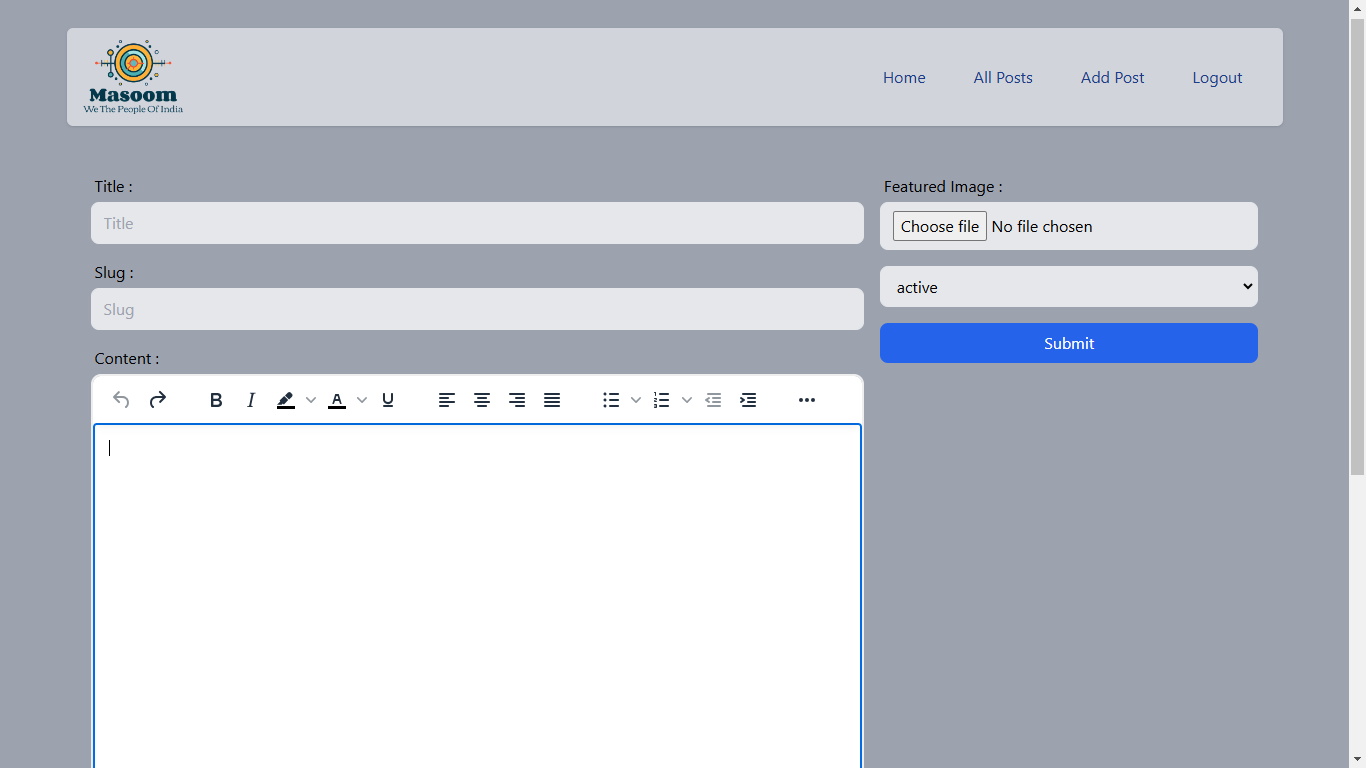 Masoom
We The People Of India
Home
All Posts
Add Post
Logout
Title :
Title
Slug :
Slug
Content :
Featured Image :
Choose file No file chosen
active
Submit